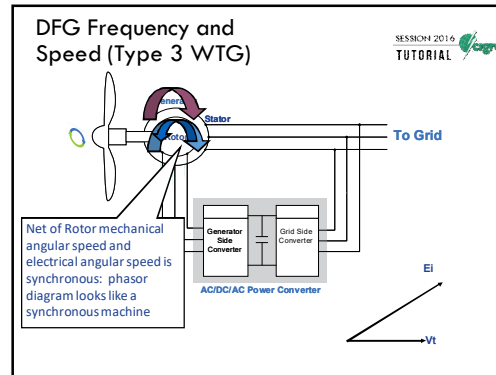 DFG Frequency and
Speed (Type 3 WTG)
SESSION 2016
TUTORIAL
cigre
Stator
To Grid
Net of Rotor mechanical
angular speed and
electrical angular speed is
synchronous: phasor
diagram looks like a
synchronous machine
Generator
Side
Converter
Grid Side
Converter
AC/DC/AC Power Converter
Ei
Vt